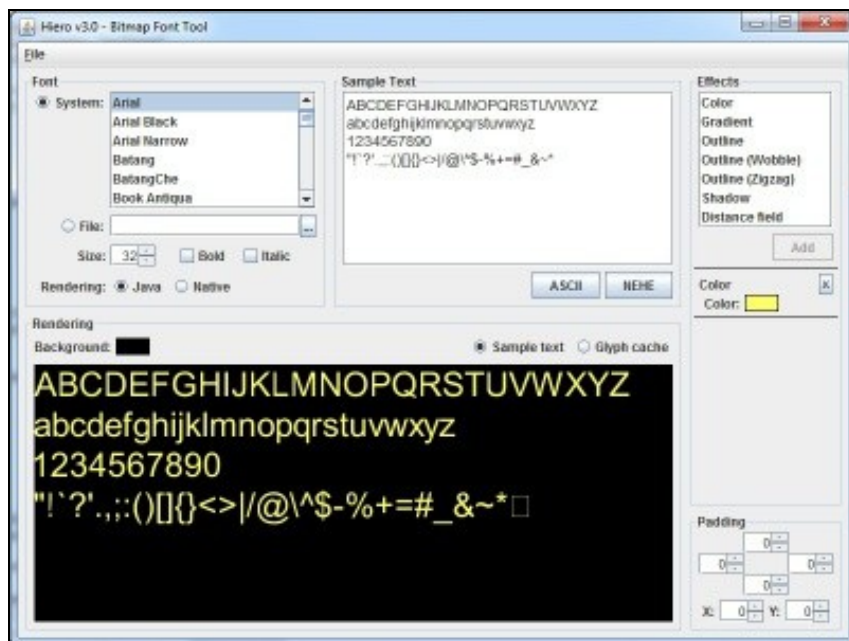 Hiero v3.0 - Bitmap Font Tool
File
Font
System:
Arial
Arial Black
Arial Narrow
Batang
BatangChe
Book Antiqua
File:
...
Size: 32 Bold Italic
Rendering: Java Native
Sample Text
ABCDEFGHIJKLMNOPQRSTUVWXYZ
abcdefghijklmnopqrstuvwxyz
1234567890
"!`?'.,;:()[]{}<>|/@\^$-%+=#_&~*
ASCII NEHE
Effects
Color
Gradient
Outline
Outline (Wobble)
Outline (Zigzag)
Shadow
Distance field
Add
Color x
Color:
Rendering
Background: Sample text Glyph cache
ABCDEFGHIJKLMNOPQRSTUVWXYZ
abcdefghijklmnopqrstuvwxyz
1234567890
"!`?'.,;:()[]{}<>|/@\^$-%+=#_&~*□
Padding
0
0 0
0
X: 0 Y: 0